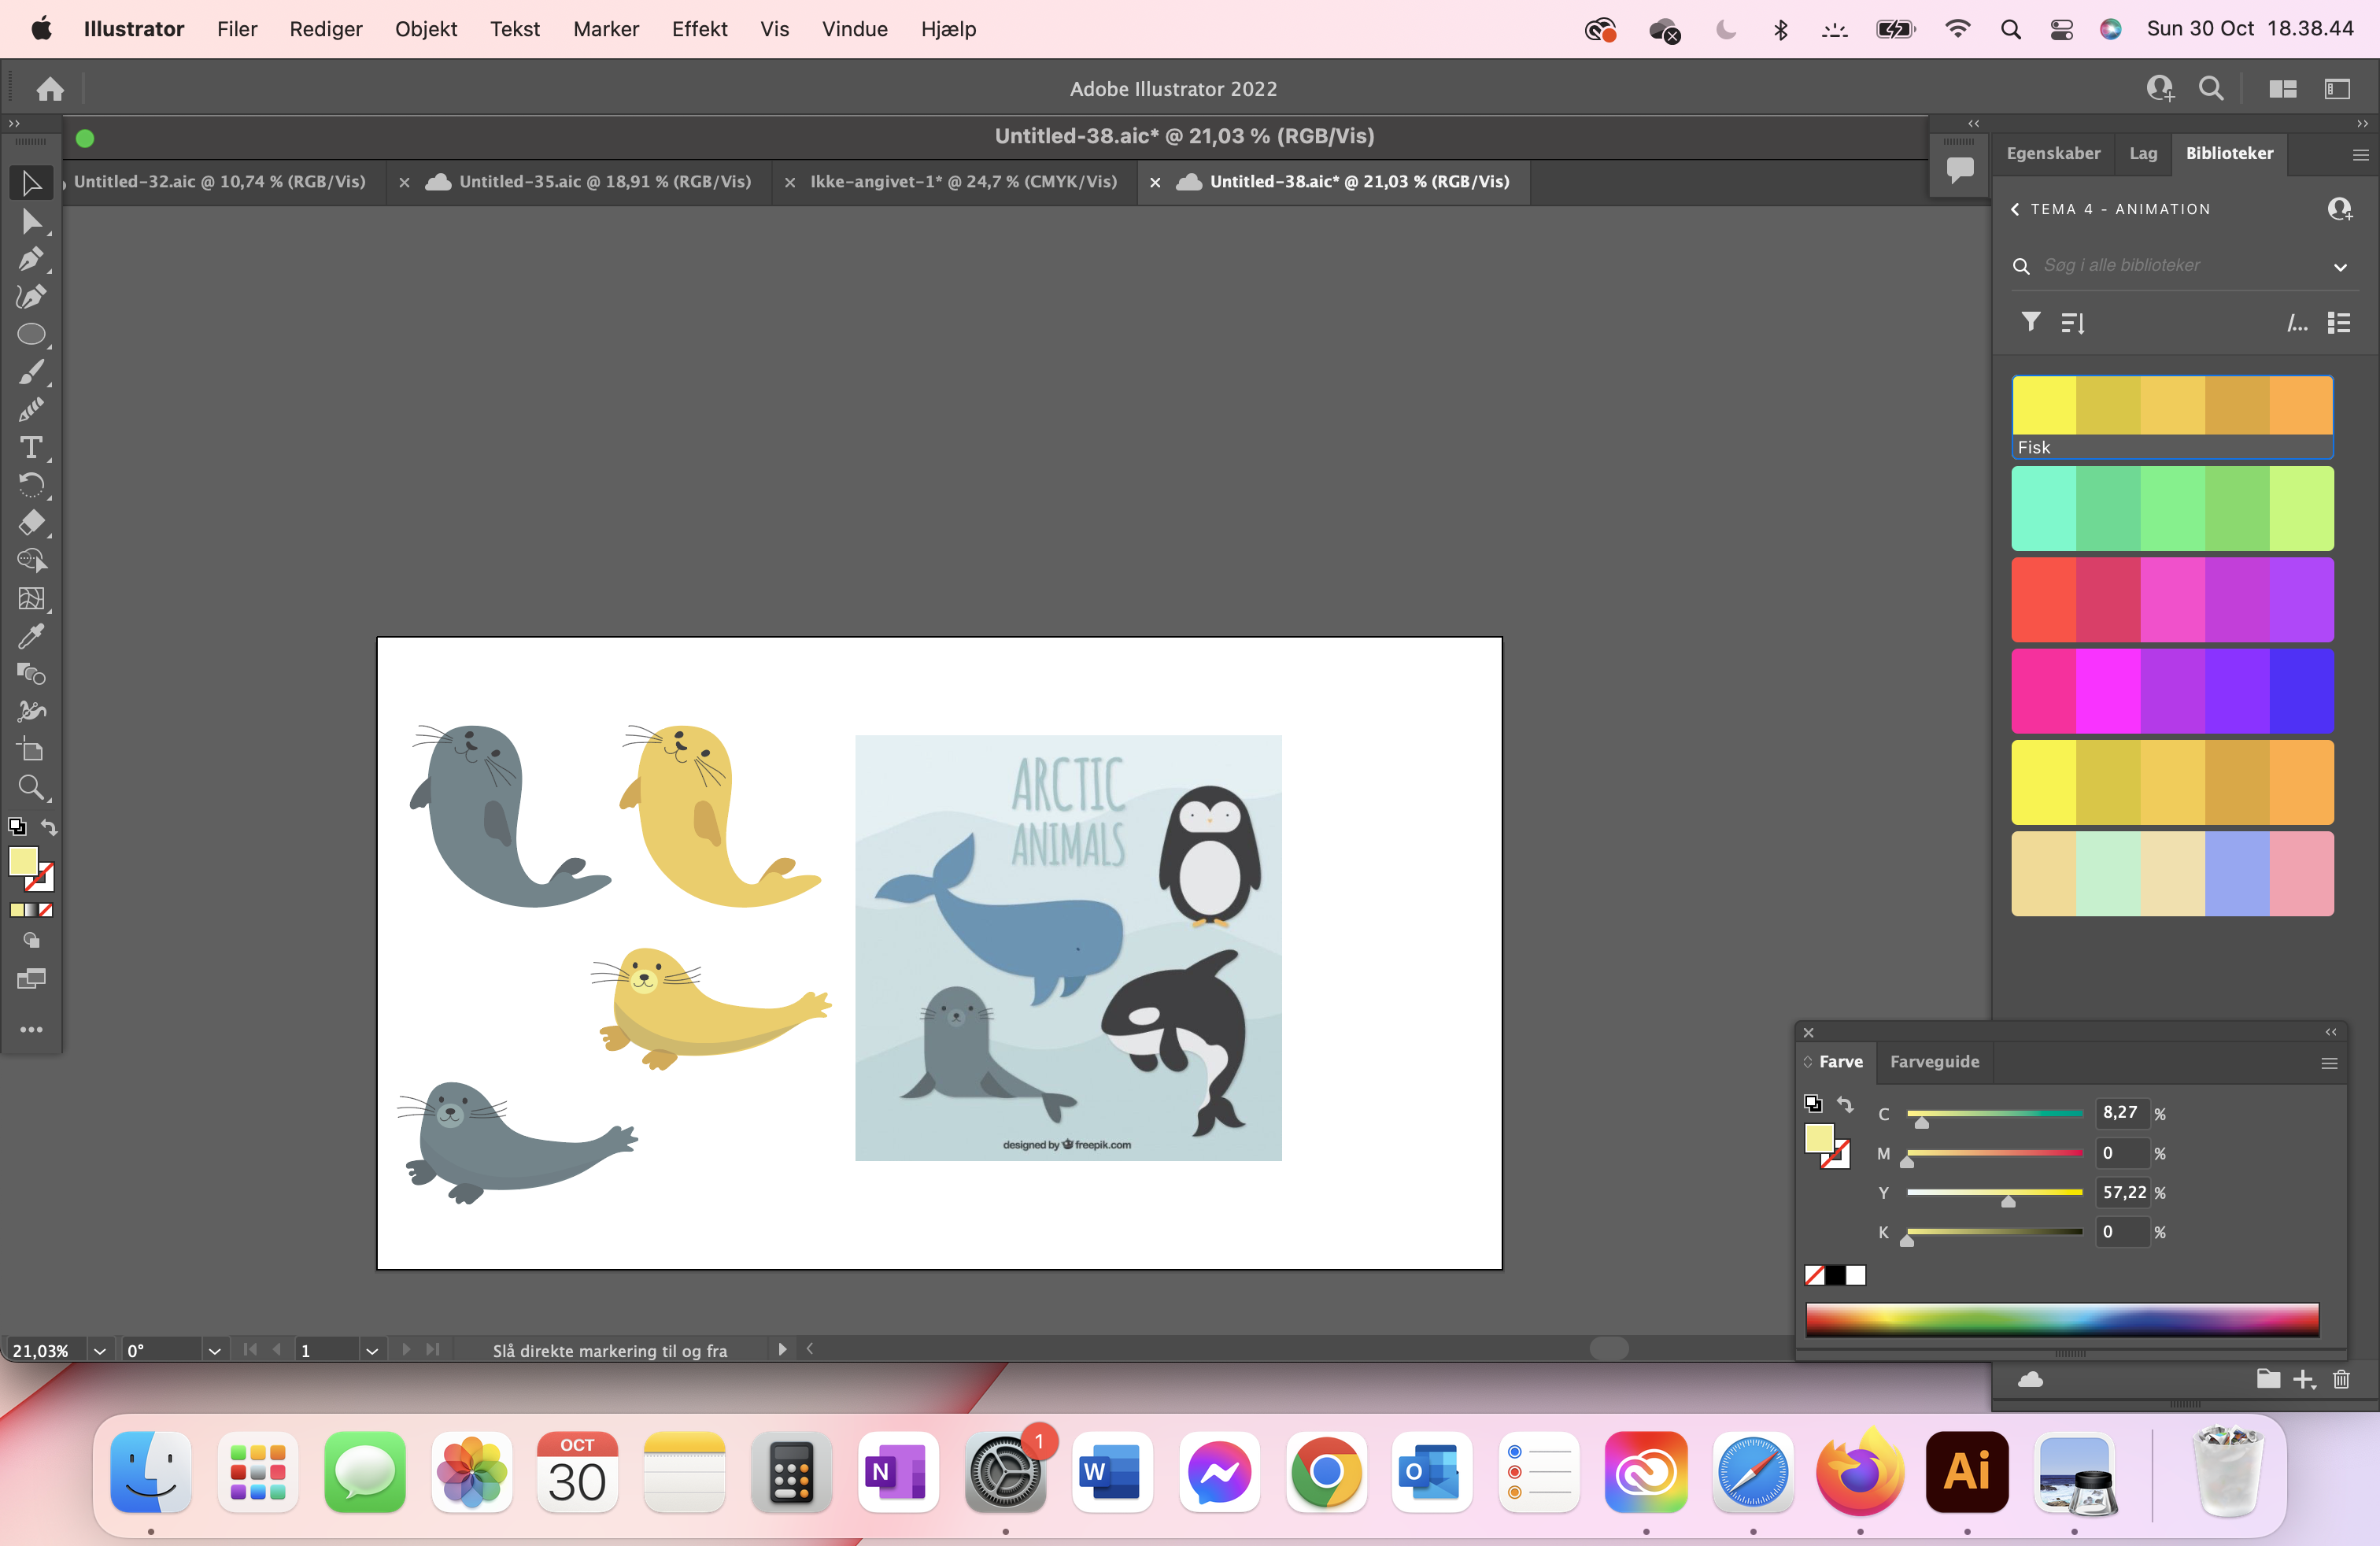 Illustrator Filer Rediger Objekt Tekst Marker Effekt Vis Vindue Hjælp Sun 30 Oct 18.38.44
Adobe Illustrator 2022
Untitled-38.aic* @ 21,03 % (RGB/Vis)
Untitled-32.aic @ 10,74 % (RGB/Vis) Untitled-35.aic @ 18,91 % (RGB/Vis) Ikke-angivet-1* @ 24,7 % (CMYK/Vis) Untitled-38.aic* @ 21,03 % (RGB/Vis)
Egenskaber Lag Biblioteker
TEMA 4 - ANIMATION
Søg i alle biblioteker
/...
Fisk
ARCTIC
ANIMALS
designed by freepik.com
Farve Farveguide
C 8,27 %
M 0 %
Y 57,22 %
K 0 %
21,03% 0° 1 Slå direkte markering til og fra
OCT
30
N
1
W
O
Ai